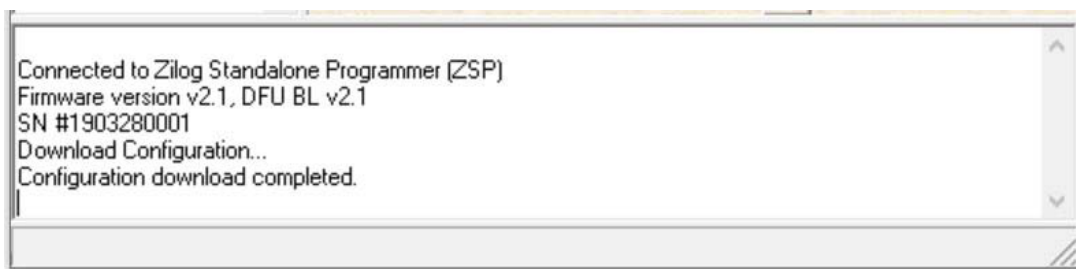 Connected to Zilog Standalone Programmer (ZSP)
Firmware version v2.1, DFU BL v2.1
SN #1903280001
Download Configuration...
Configuration download completed.